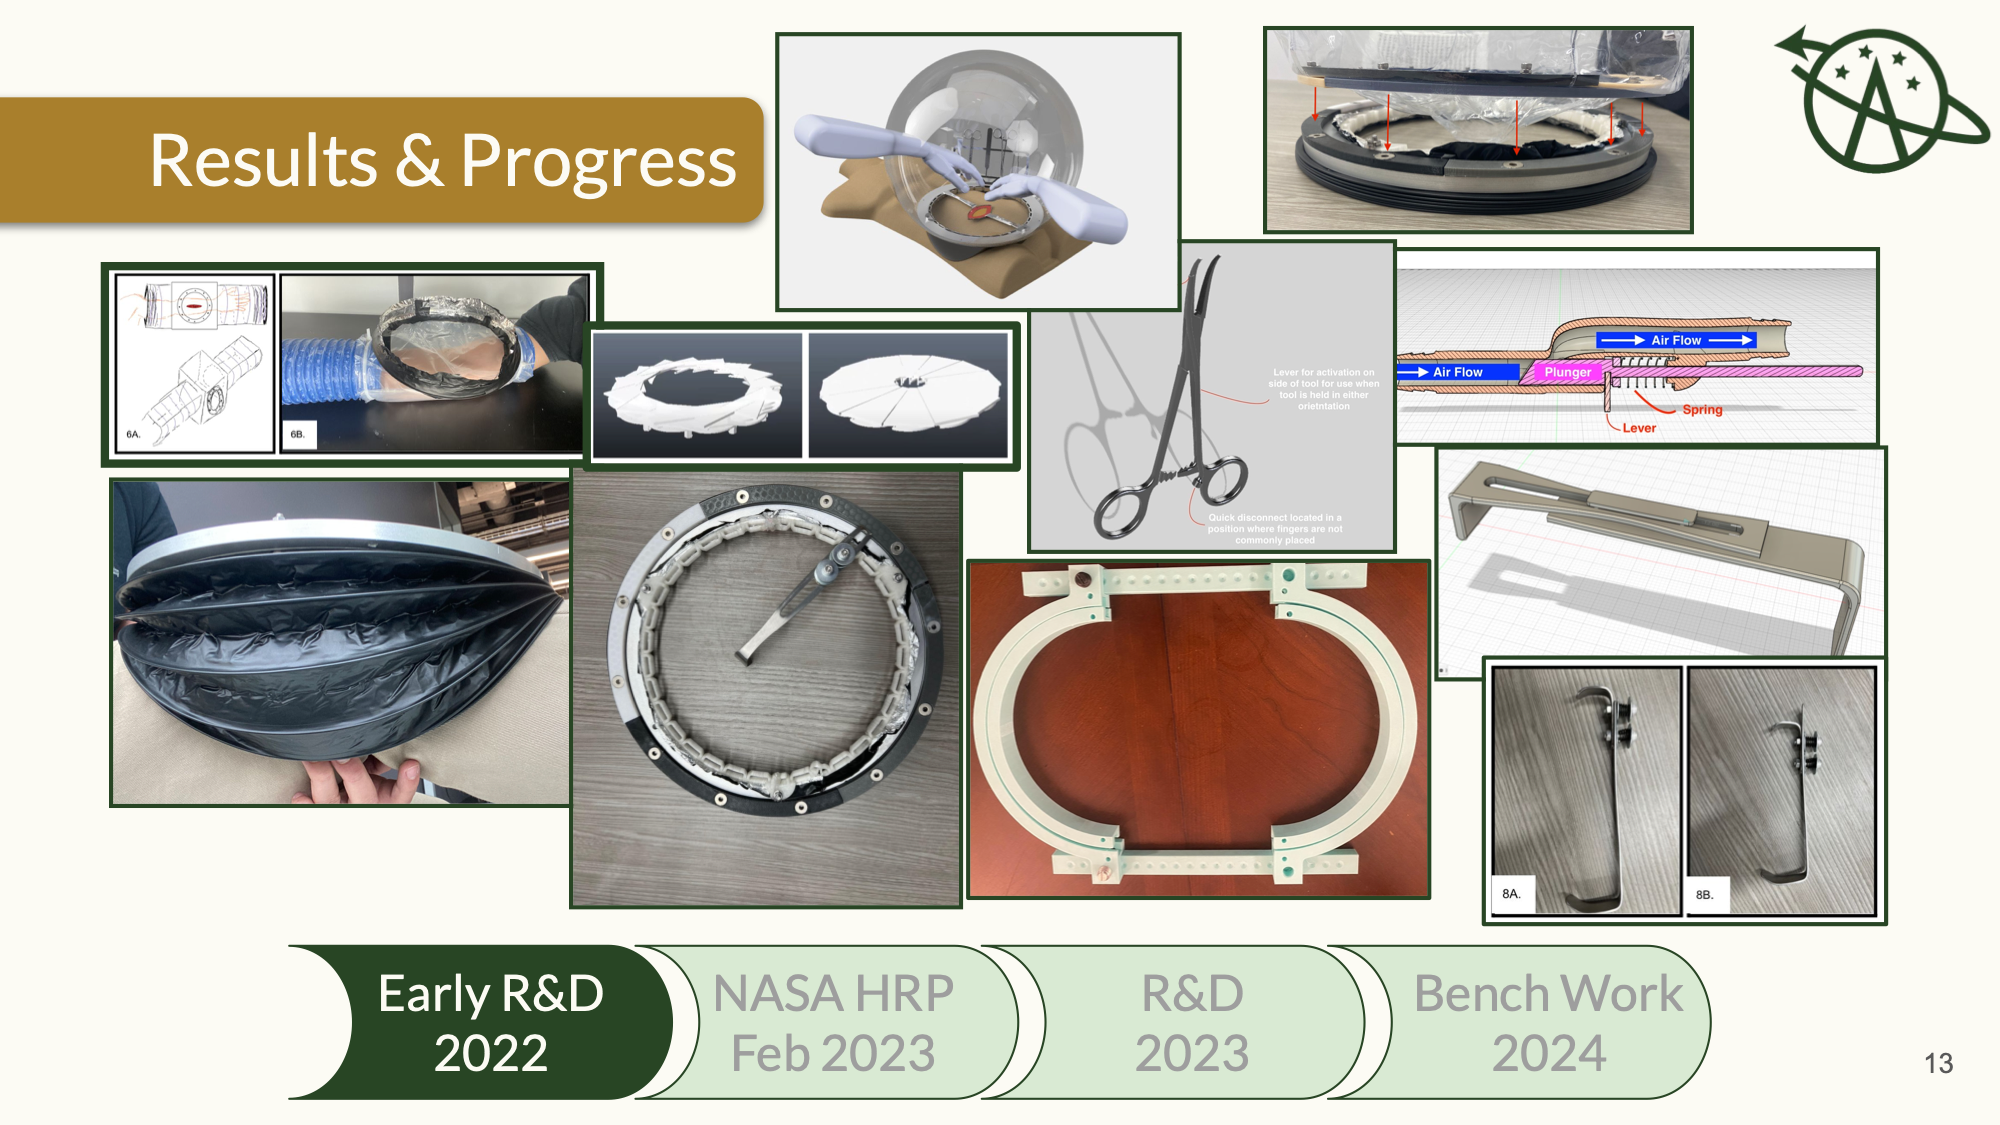 Results & Progress
6A.
6B.
Lever for activation on
side of tool for use when
tool is held in either
orietntation
Quick disconnect located in a
position where fingers are not
commonly placed
Air Flow
Air Flow
Plunger
Spring
Lever
8A.
8B.
Early R&D
2022
NASA HRP
Feb 2023
R&D
2023
Bench Work
2024
13